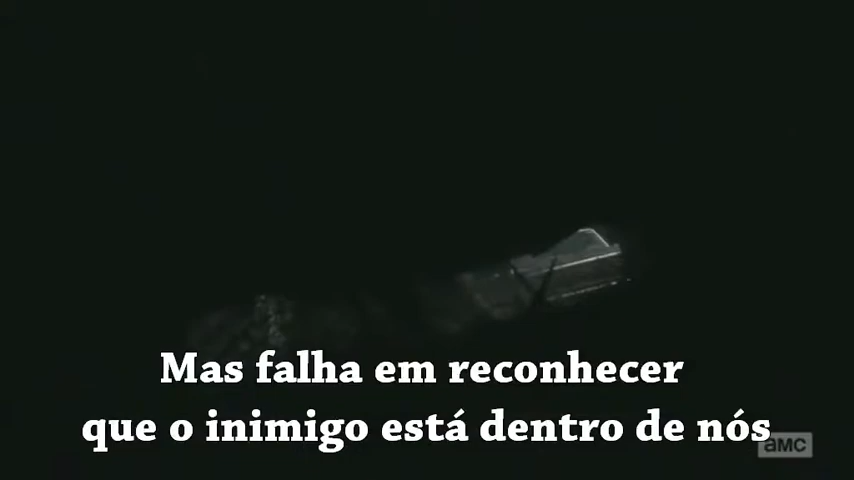 Mas falha em reconhecer
que o inimigo está dentro de nós
amc